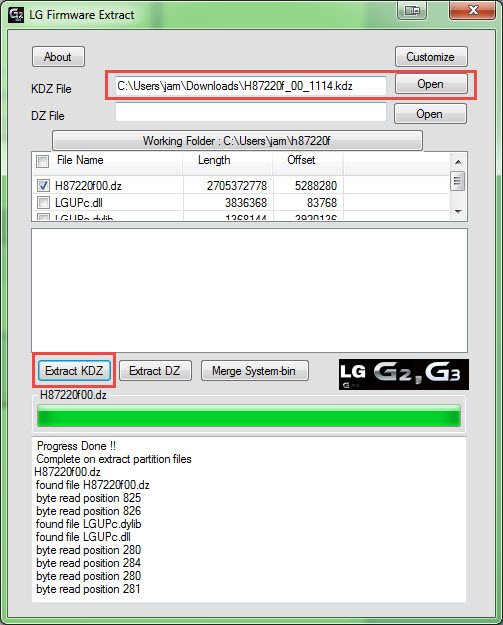 G2 LG Firmware Extract
About
Customize
KDZ File
C:\Users\jam\Downloads\H87220f_00_1114.kdz
Open
DZ File
Open
Working Folder : C:\Users\jam\h87220f
File Name Length Offset
H87220f00.dz 2705372778 5288280
LGUPc.dll 3836368 83768
LGUPc.dylib 1368144 3920136
Extract KDZ Extract DZ Merge System-bin LG G2,G3
H87220f00.dz
Progress Done !!
Complete on extract partition files
H87220f00.dz
found file H87220f00.dz
byte read position 825
byte read position 826
found file LGUPc.dylib
found file LGUPc.dll
byte read position 280
byte read position 284
byte read position 280
byte read position 281